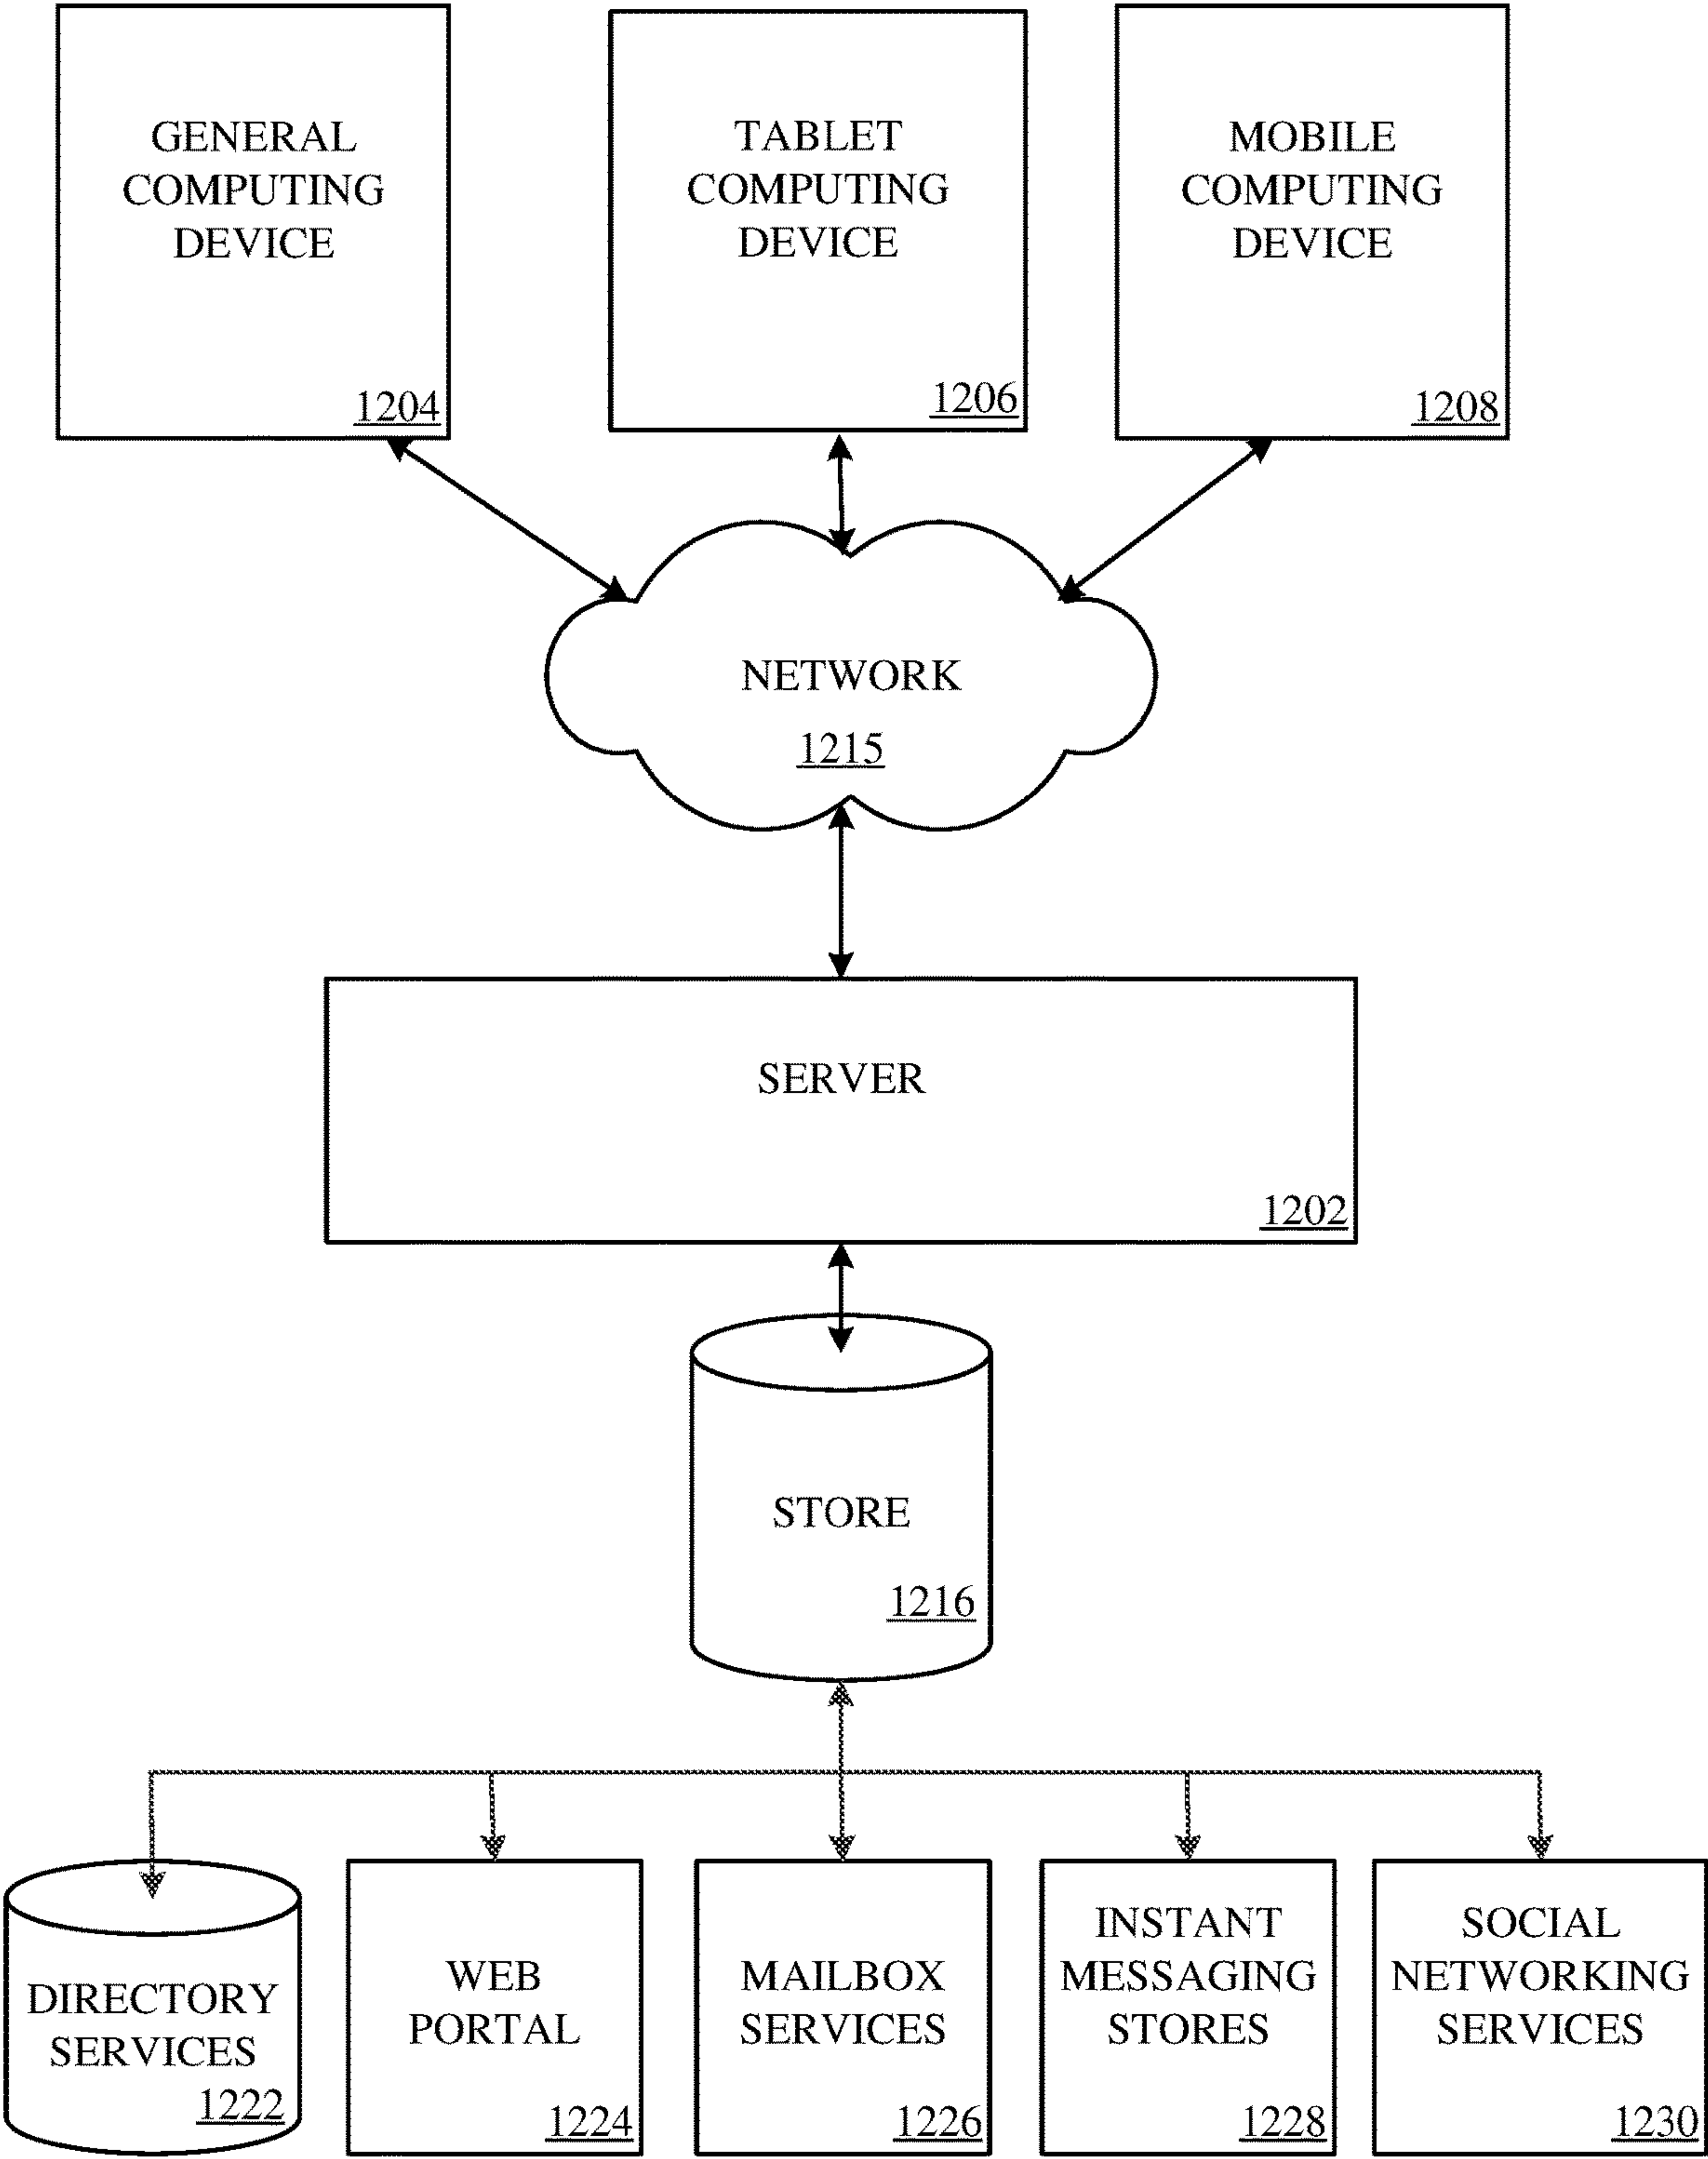 GENERAL
COMPUTING
DEVICE
1204
TABLET
COMPUTING
DEVICE
1206
MOBILE
COMPUTING
DEVICE
1208
NETWORK
1215
SERVER
1202
STORE
1216
DIRECTORY
SERVICES
1222
WEB
PORTAL
1224
MAILBOX
SERVICES
1226
INSTANT
MESSAGING
STORES
1228
SOCIAL
NETWORKING
SERVICES
1230